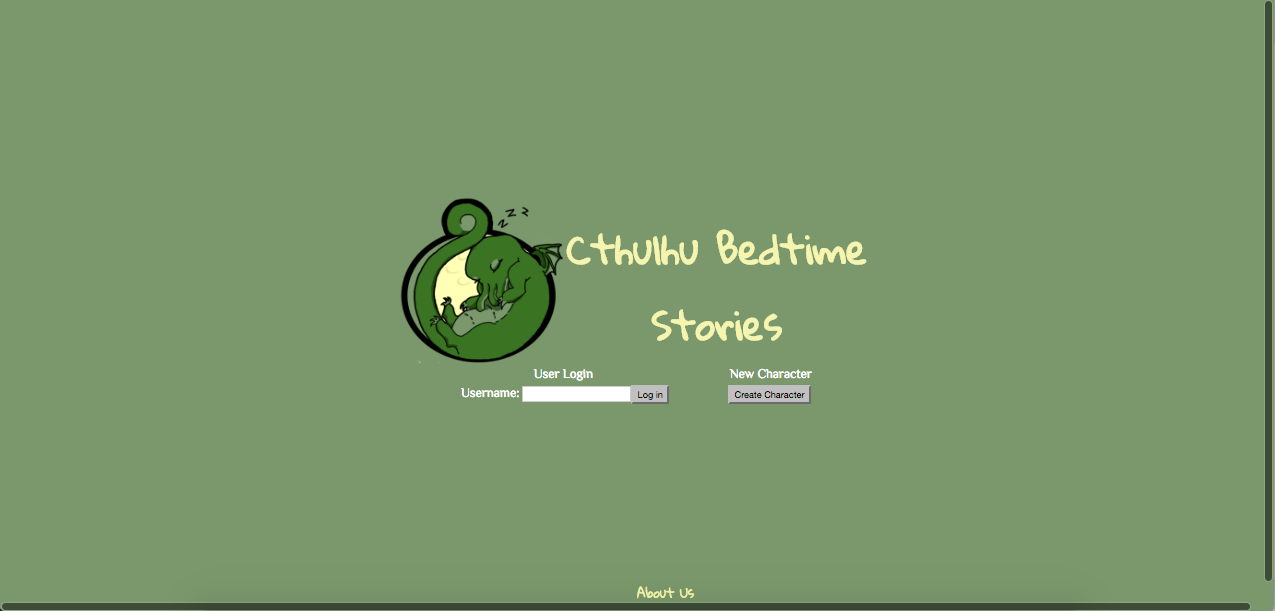 z z z
Cthulhu Bedtime
Stories
User Login
New Character
Username:
Log in
Create Character
About Us